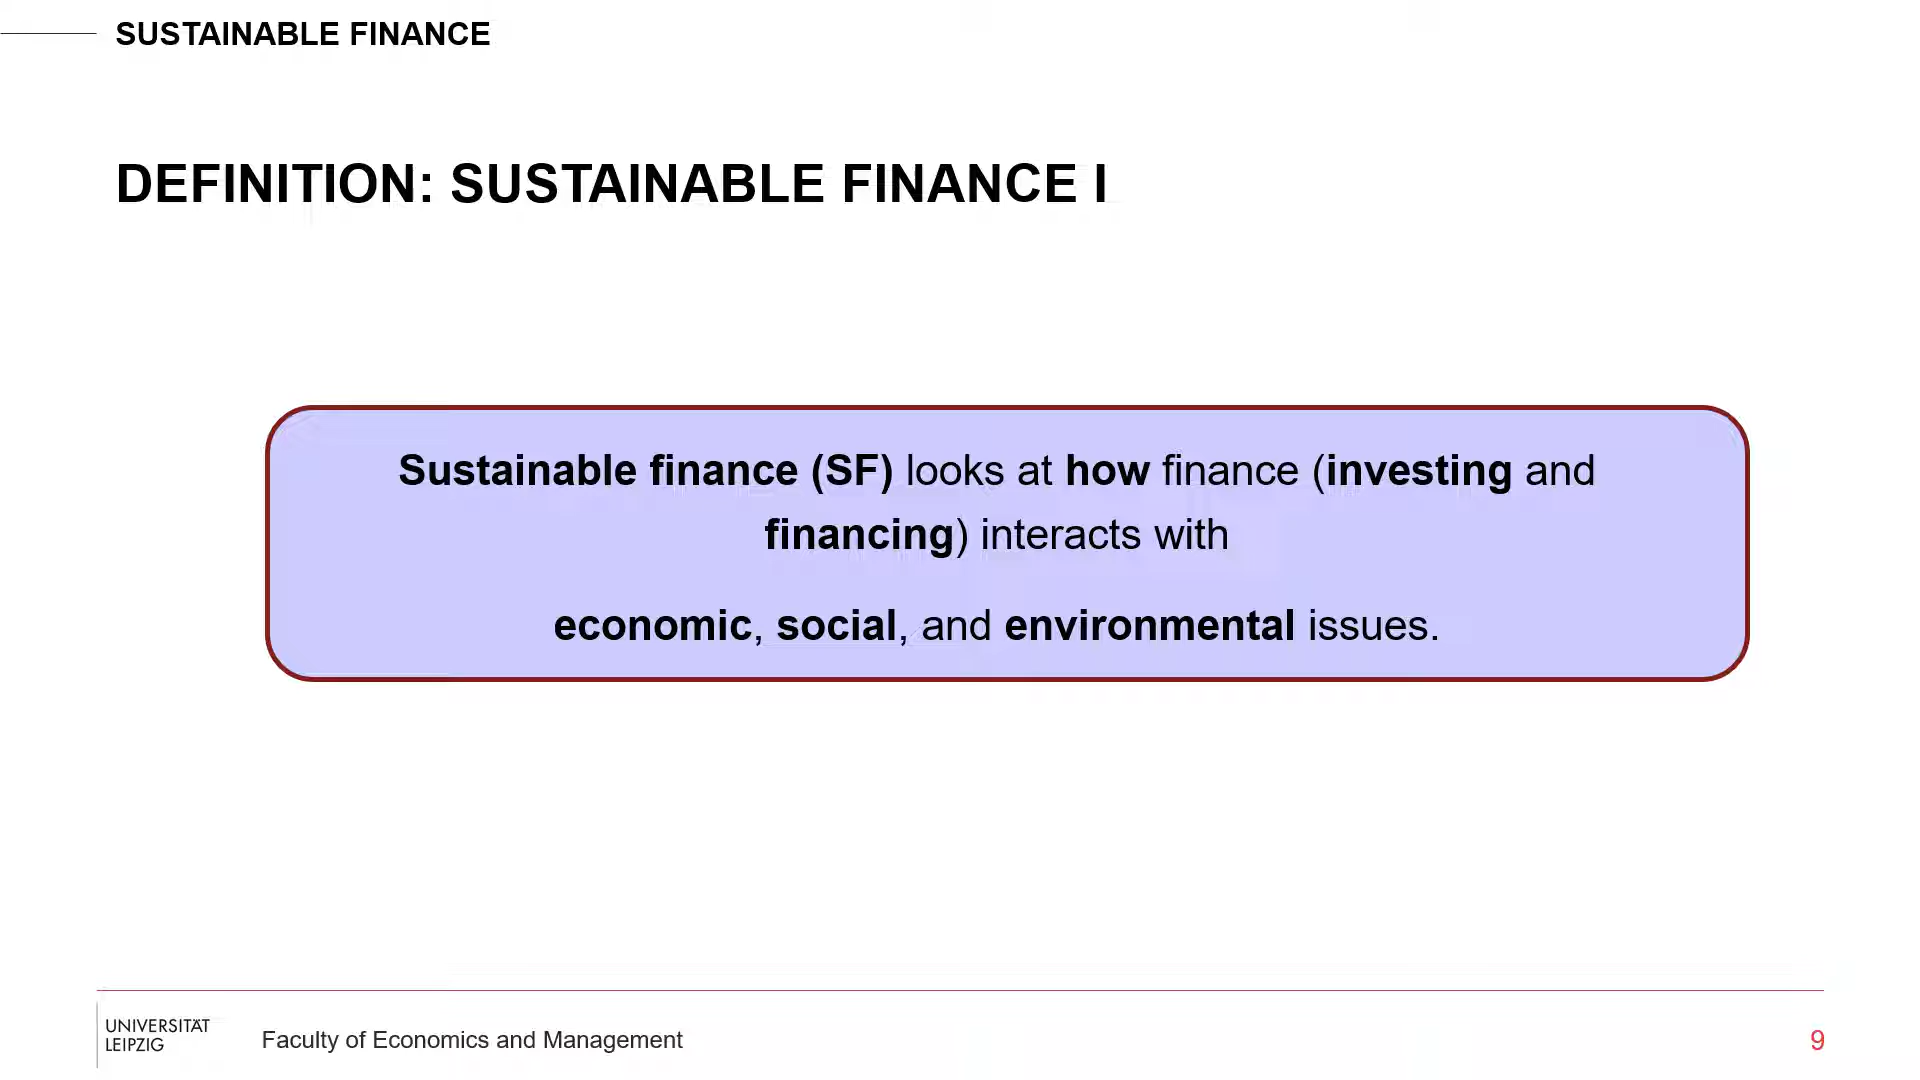 SUSTAINABLE FINANCE
DEFINITION: SUSTAINABLE FINANCE I
Sustainable finance (SF) looks at how finance (investing and
financing) interacts with
economic, social, and environmental issues.
UNIVERSITÄT
LEIPZIG
Faculty of Economics and Management
9